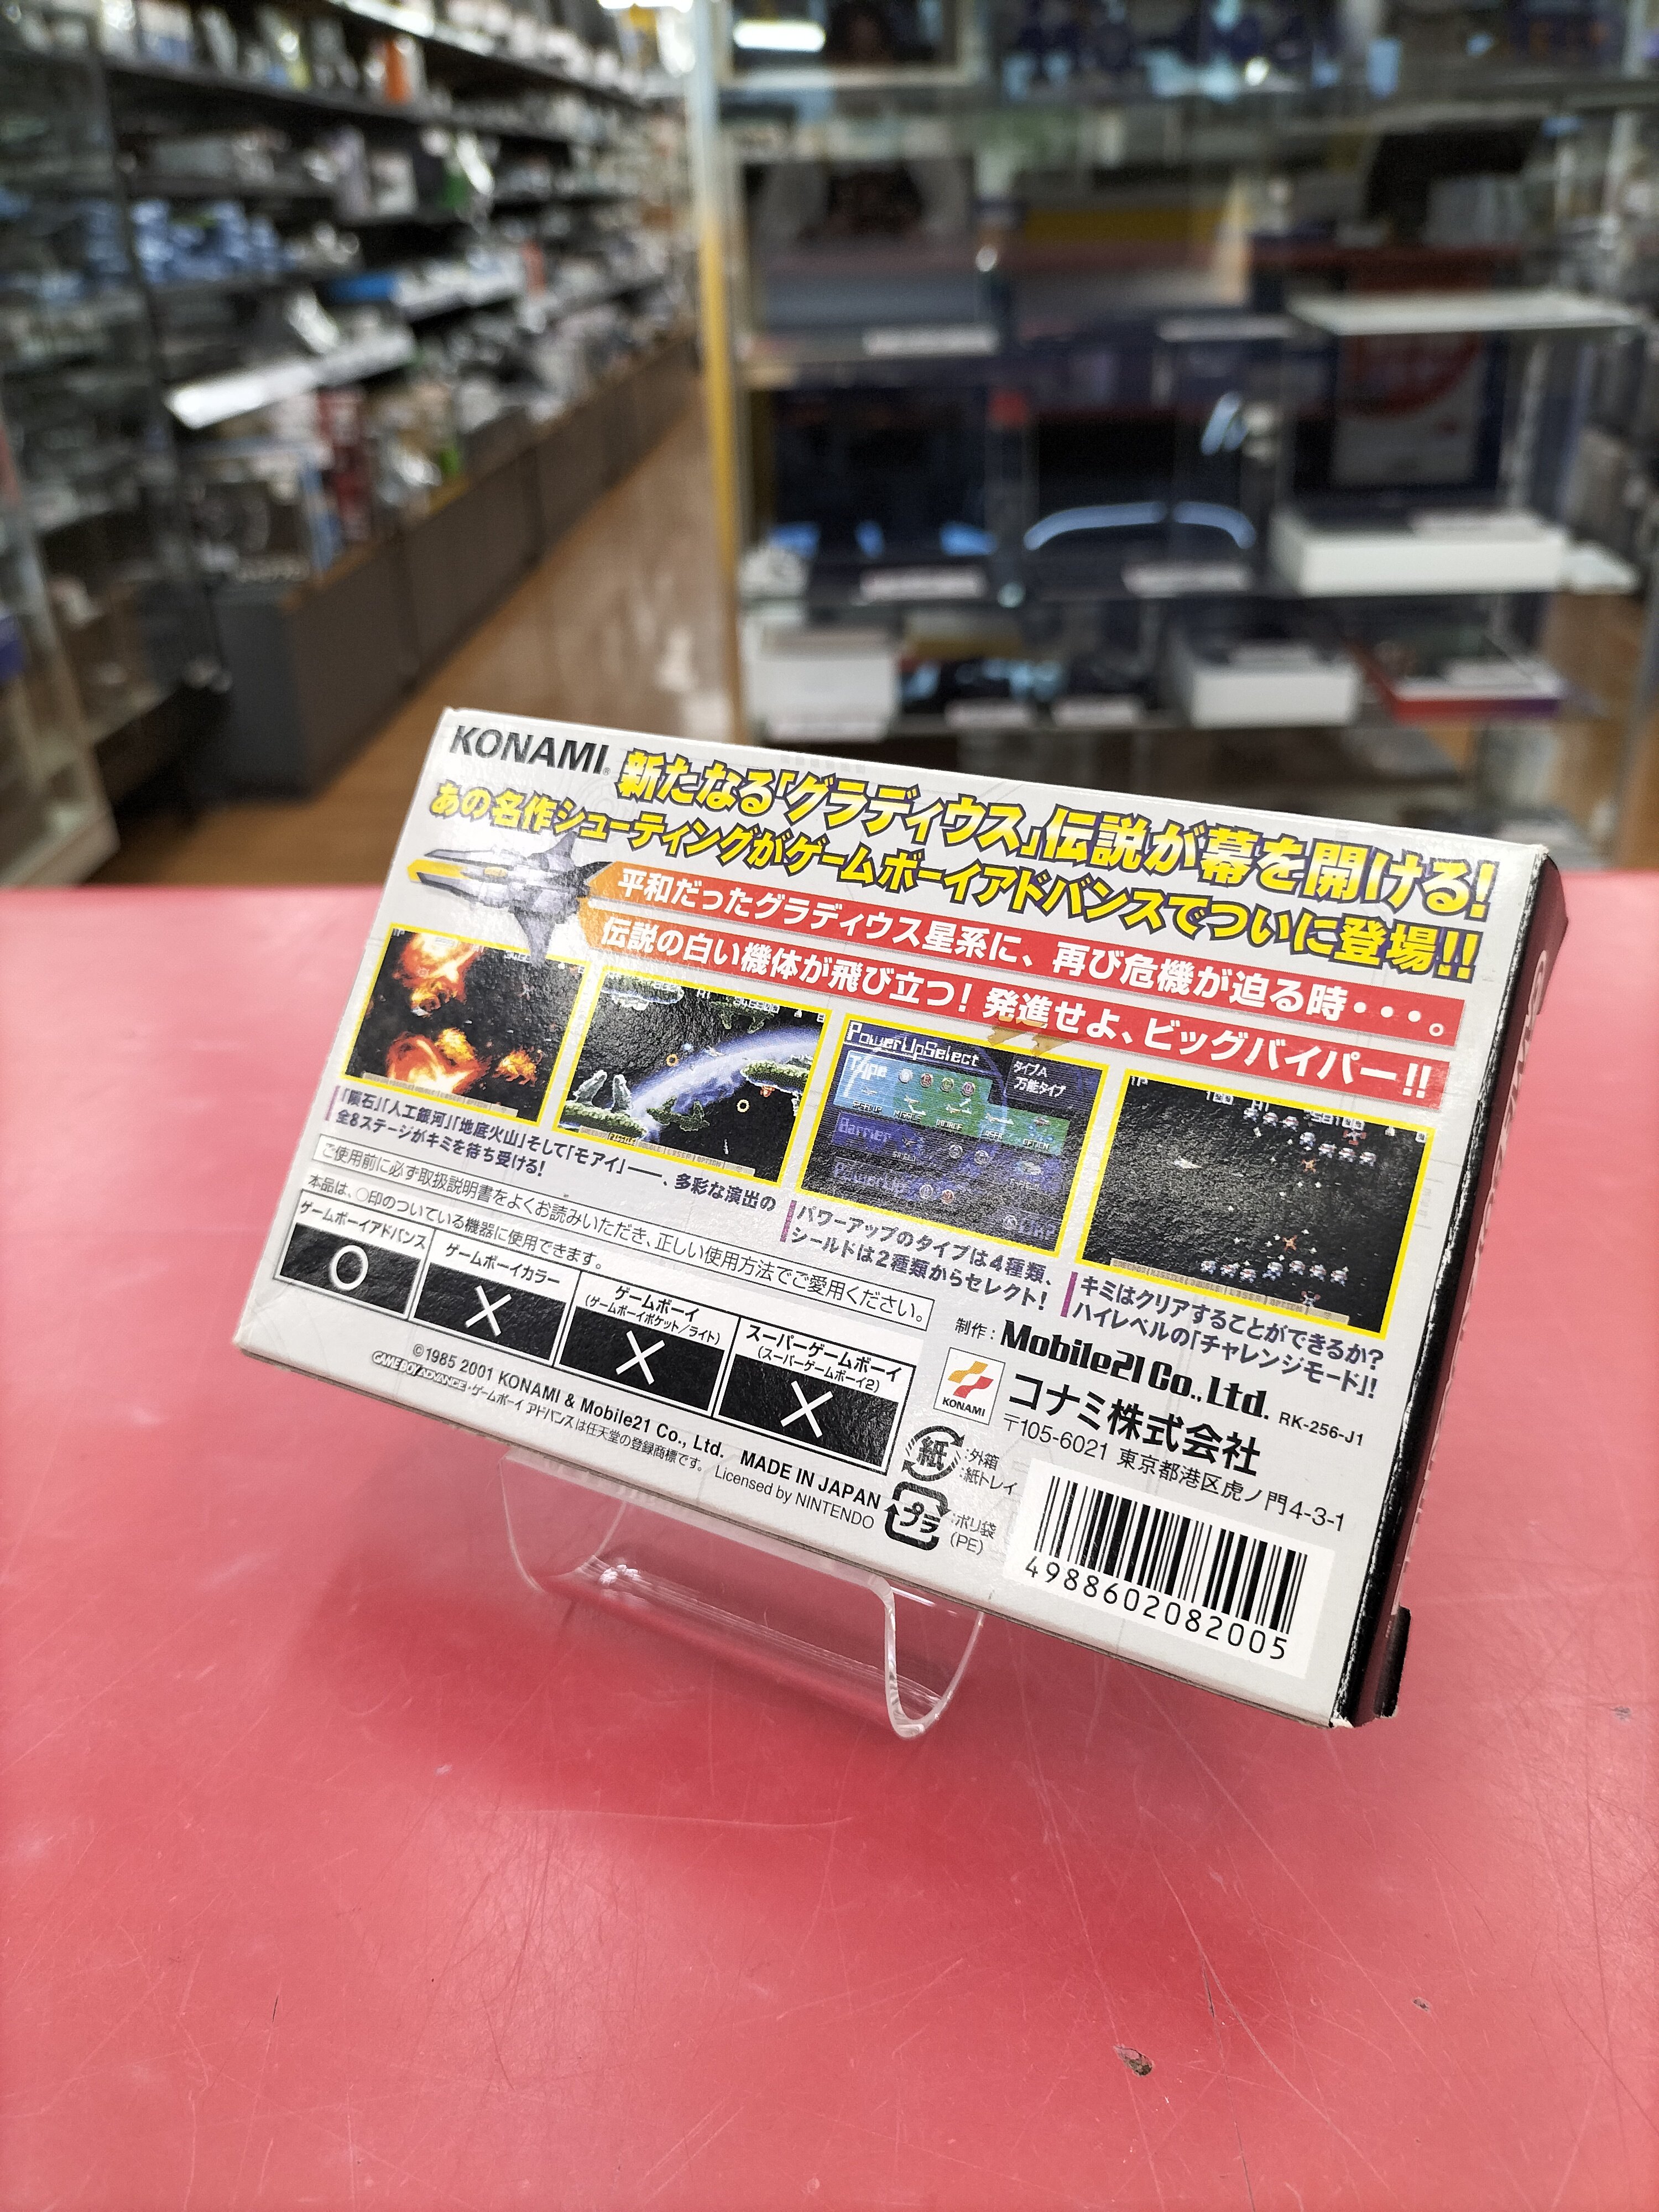 KONAMI
新たなる「グラディウス」伝説が幕を開ける!
あの名作シューティングがゲームボーイアドバンスでついに登場!!
平和だったグラディウス星系に、再び危機が迫る時・・・。
伝説の白い機体が飛び立つ! 発進せよ、ビッグバイパー!!
PowerUpSelect
Type
タイプA
万能タイプ
Barrier
「隕石」「人工銀河」「地底火山」そして「モアイ」――、多彩な演出の
全8ステージがキミを待ち受ける!
パワーアップのタイプは4種類、
シールドは2種類からセレクト!
キミはクリアすることができるか?
ハイレベルの「チャレンジモード」!
ご使用前に必ず取扱説明書をよくお読みいただき、正しい使用方法でご愛用ください。
本品は、○印のついている機器に使用できます。
ゲームボーイアドバンス
○
ゲームボーイカラー
×
ゲームボーイ
(ゲームボーイポケット/ライト)
×
スーパーゲームボーイ
(スーパーゲームボーイ2)
×
©1985 2001 KONAMI & Mobile21 Co., Ltd. MADE IN JAPAN
GAME BOY ADVANCE・ゲームボーイ アドバンスは任天堂の登録商標です。 Licensed by NINTENDO
制作: Mobile21 Co., Ltd.
RK-256-J1
KONAMI
コナミ株式会社
〒105-6021 東京都港区虎ノ門4-3-1
紙
:外箱
:紙トレイ
プラ
:ポリ袋
(PE)
4988602082005